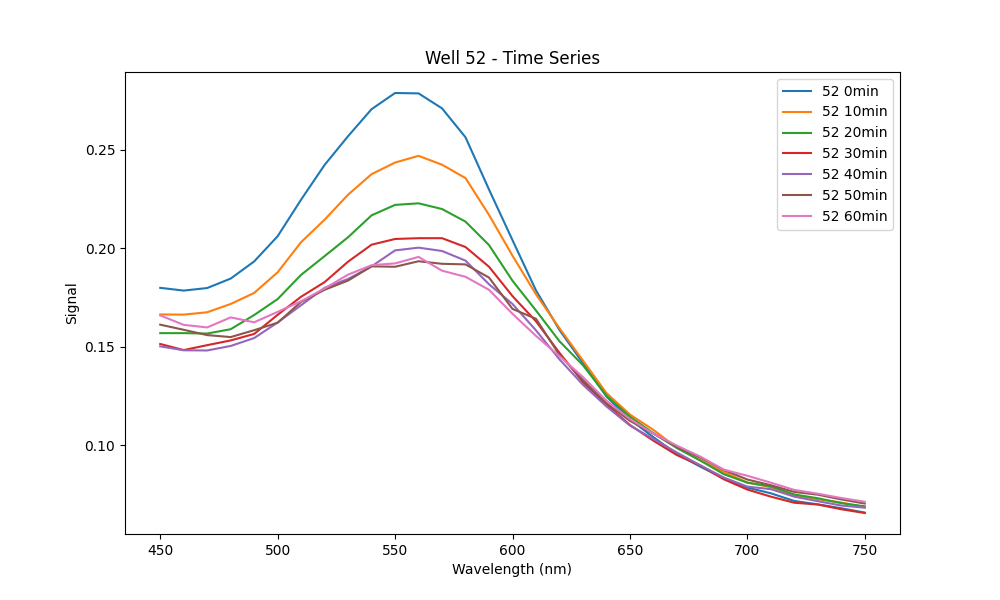 Well 52 - Time Series
52 0min
52 10min
52 20min
52 30min
52 40min
52 50min
52 60min
Signal
0.25
0.20
0.15
0.10
450 500 550 600 650 700 750
Wavelength (nm)